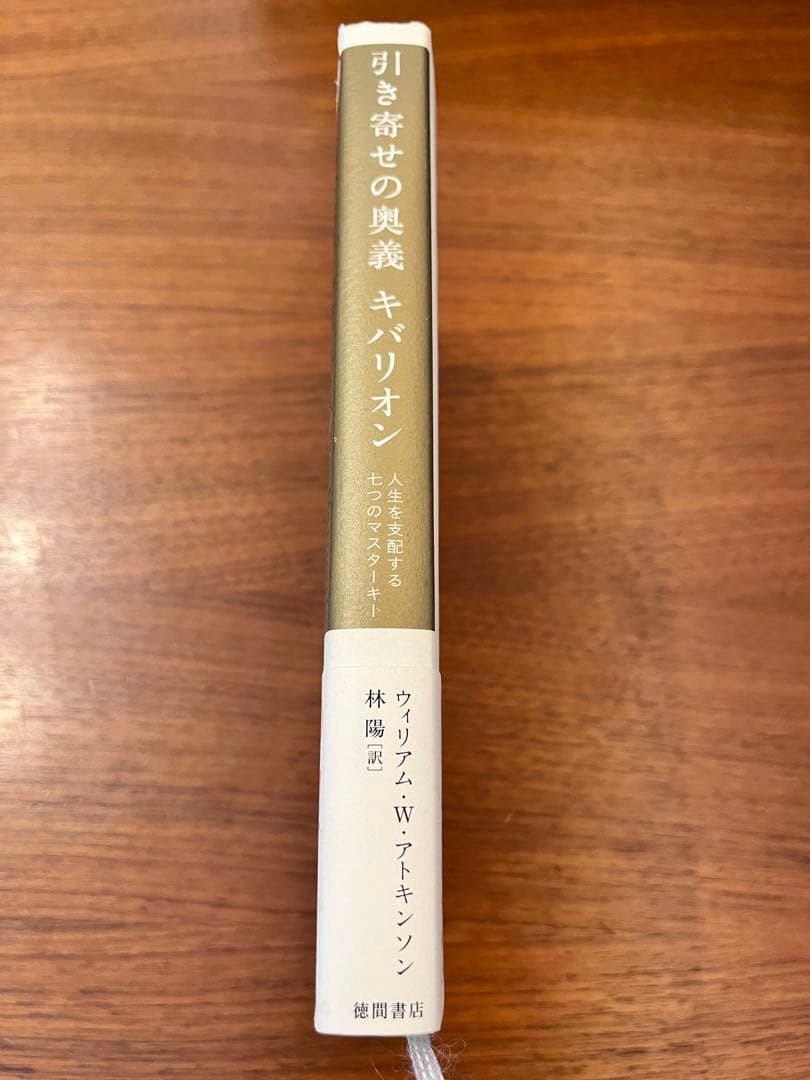 引き寄せの奥義 キバリオン
人生を支配する
七つのマスターキー
ウィリアム・W・アトキンソン
林 陽[訳]
徳間書店